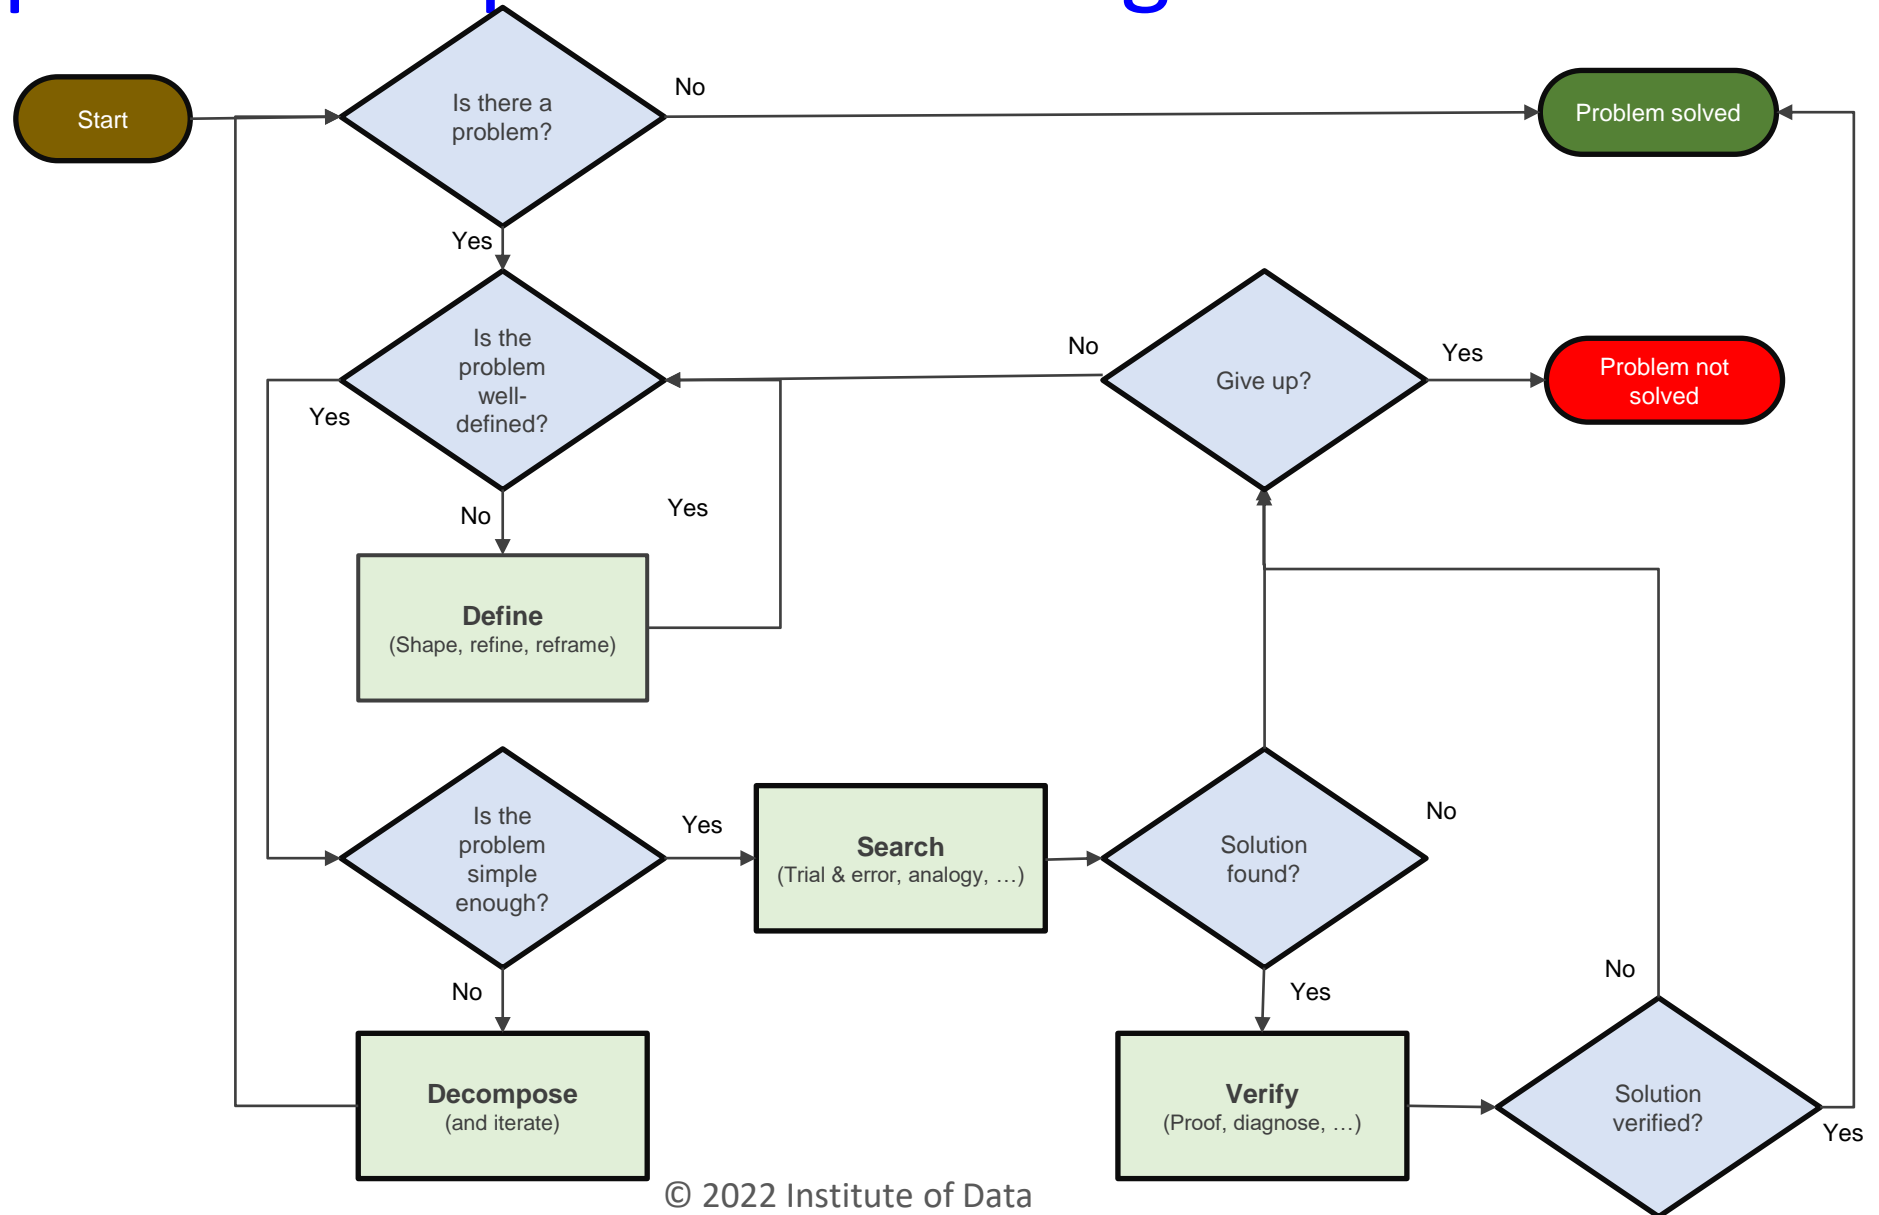 Is there a
problem?
No
Start
Problem solved
Yes
Is the
problem
well-
defined?
No
Give up?
Yes
Problem not
solved
Yes
No
Yes
Define
(Shape, refine, reframe)
Is the
problem
simple
enough?
Yes
Search
(Trial & error, analogy, …)
Solution
found?
No
No
Yes
No
Decompose
(and iterate)
Verify
(Proof, diagnose, …)
Solution
verified?
Yes
© 2022 Institute of Data